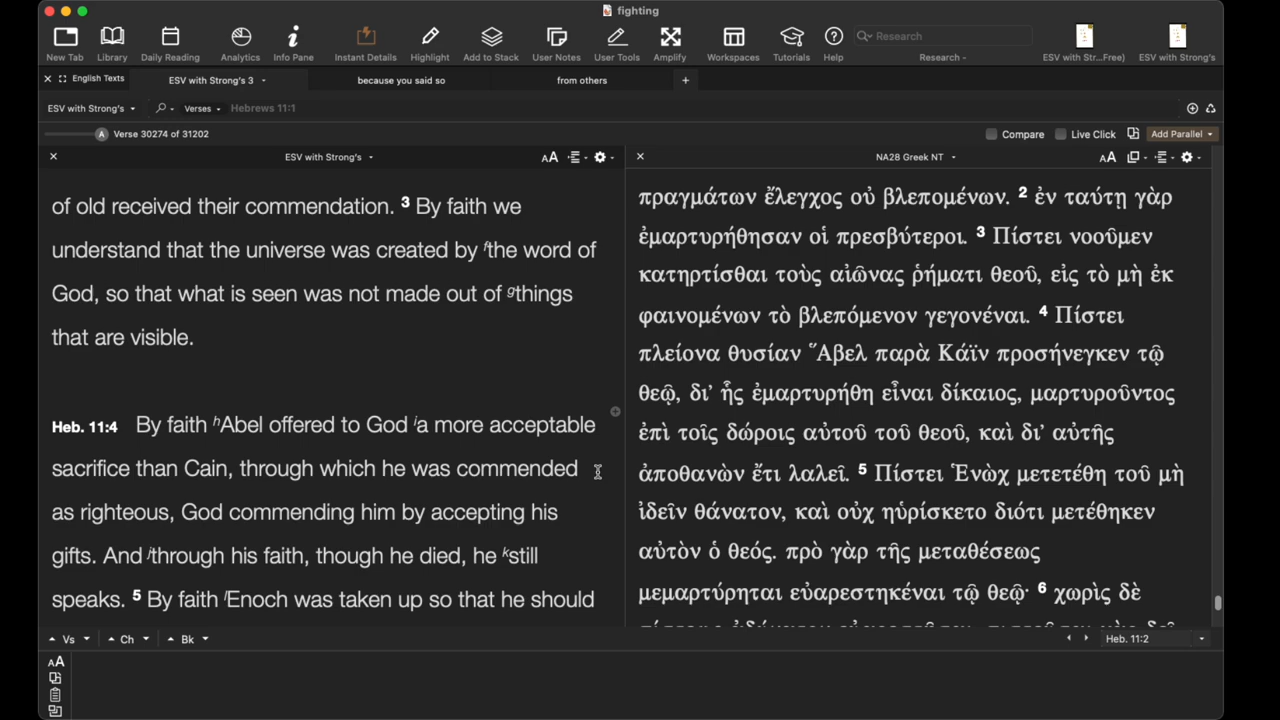 fighting
New Tab Library Daily Reading Analytics Info Pane Instant Details Highlight Add to Stack User Notes User Tools Amplify Workspaces Tutorials Help Research ESV with Str...Free) ESV with Strong's
Research
English Texts ESV with Strong's 3 because you said so from others +
ESV with Strong's Verses Hebrews 11:1
A Verse 30274 of 31202 Compare Live Click Add Parallel
ESV with Strong's
of old received their commendation. 3 By faith we
understand that the universe was created by f the word of
God, so that what is seen was not made out of g things
that are visible.
Heb. 11:4 By faith h Abel offered to God i a more acceptable
sacrifice than Cain, through which he was commended
as righteous, God commending him by accepting his
gifts. And j through his faith, though he died, he k still
speaks. 5 By faith l Enoch was taken up so that he should
NA28 Greek NT
πραγμάτων ἔλεγχος οὐ βλεπομένων. 2 ἐν ταύτῃ γὰρ
ἐμαρτυρήθησαν οἱ πρεσβύτεροι. 3 Πίστει νοοῦμεν
κατηρτίσθαι τοὺς αἰῶνας ῥήματι θεοῦ, εἰς τὸ μὴ ἐκ
φαινομένων τὸ βλεπόμενον γεγονέναι. 4 Πίστει
πλείονα θυσίαν Ἅβελ παρὰ Κάϊν προσήνεγκεν τῷ
θεῷ, δι’ ἧς ἐμαρτυρήθη εἶναι δίκαιος, μαρτυροῦντος
ἐπὶ τοῖς δώροις αὐτοῦ τοῦ θεοῦ, καὶ δι’ αὐτῆς
ἀποθανὼν ἔτι λαλεῖ. 5 Πίστει Ἑνὼχ μετετέθη τοῦ μὴ
ἰδεῖν θάνατον, καὶ οὐχ ηὑρίσκετο διότι μετέθηκεν
αὐτὸν ὁ θεός. πρὸ γὰρ τῆς μεταθέσεως
μεμαρτύρηται εὐαρεστηκέναι τῷ θεῷ· 6 χωρὶς δὲ
Vs Ch Bk Heb. 11:2